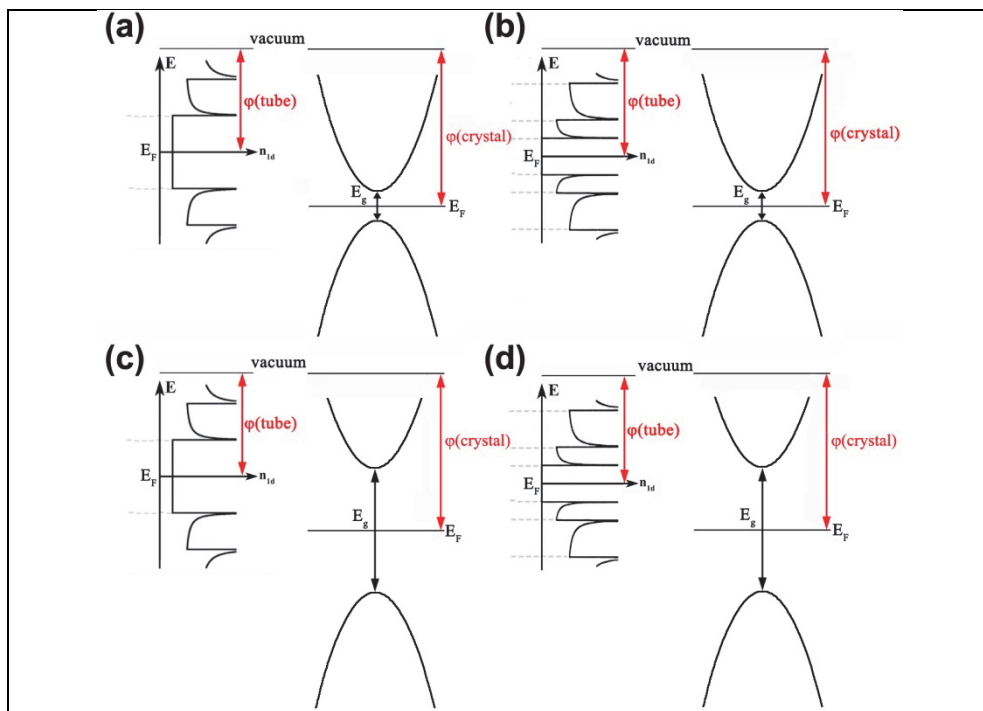 (a)
vacuum
E
φ(tube)
φ(crystal)
E_F
n_1d
E_g
E_F
(b)
vacuum
E
φ(tube)
φ(crystal)
E_F
n_1d
E_g
E_F
(c)
vacuum
E
φ(tube)
φ(crystal)
E_F
n_1d
E_g
E_F
(d)
E
φ(tube)
φ(crystal)
E_F
n_1d
E_g
E_F